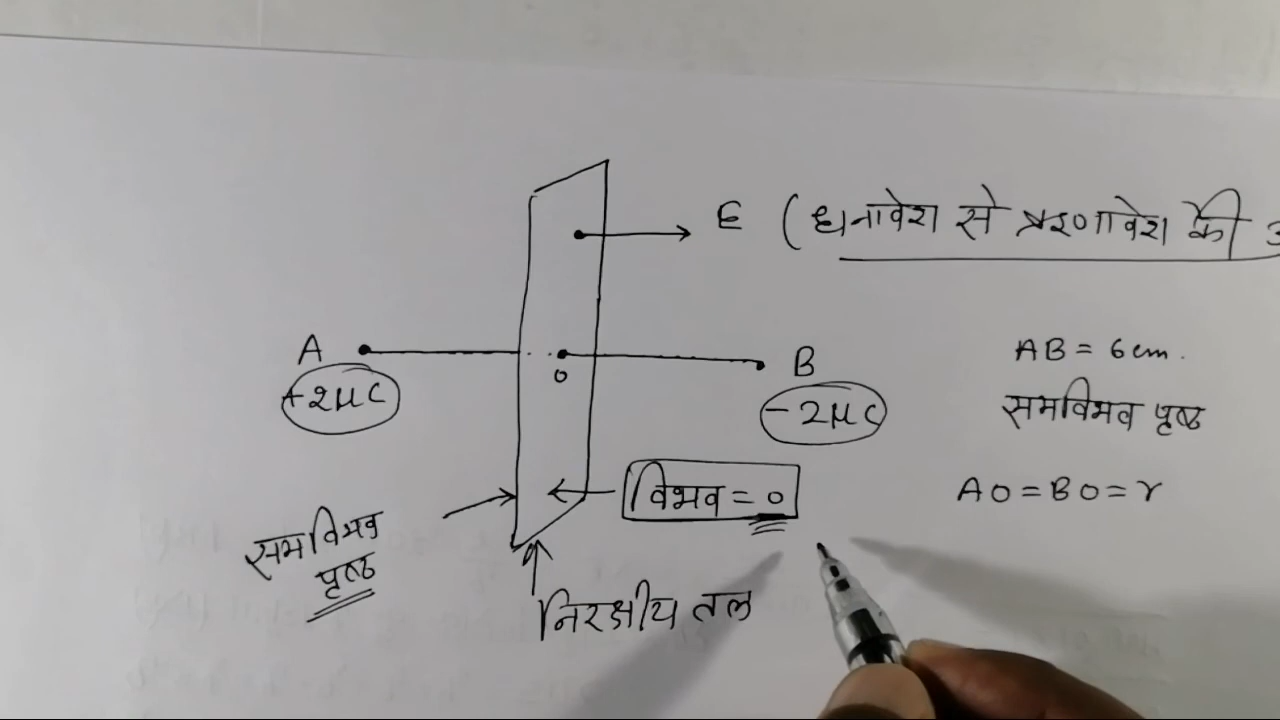 E (धनावेश से ऋणावेश की
A
O
B
+2μC
-2μC
AB = 6cm.
समविभव पृष्ठ
AO = BO = r
विभव = 0
समविभव
पृष्ठ
निरक्षीय तल